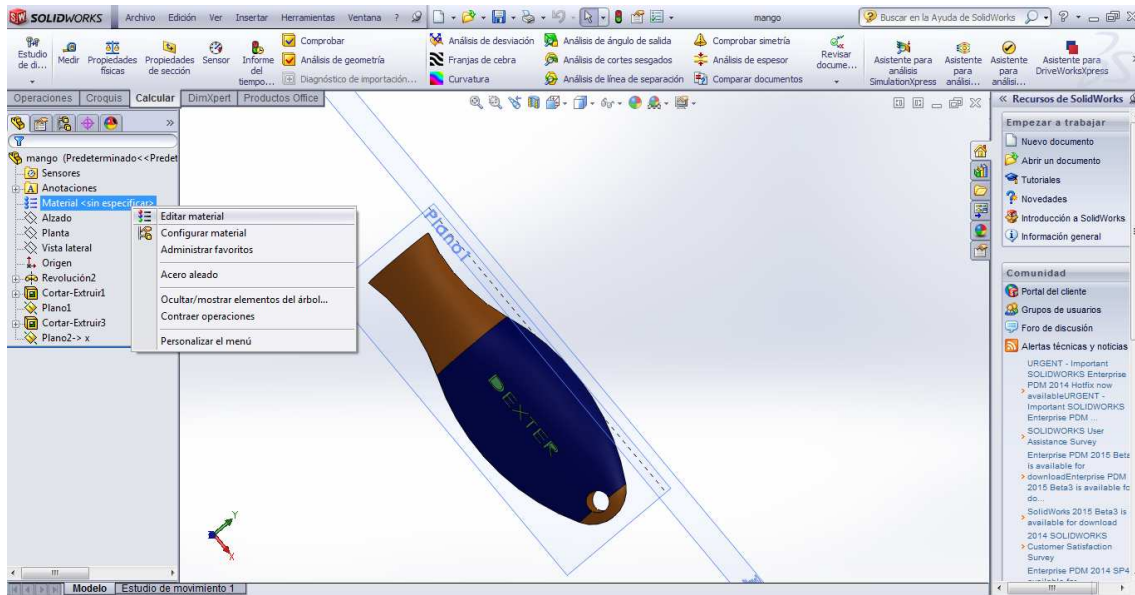 SOLIDWORKS Archivo Edición Ver Insertar Herramientas Ventana ? mango Buscar en la Ayuda de SolidWorks
Estudio de di...
Medir
Propiedades físicas
Propiedades de sección
Sensor
Informe del tiempo...
Comprobar
Análisis de geometría
Diagnóstico de importación...
Análisis de desviación
Franjas de cebra
Curvatura
Análisis de ángulo de salida
Análisis de cortes sesgados
Análisis de línea de separación
Comprobar simetría
Análisis de espesor
Comparar documentos
Revisar docume...
Asistente para análisis SimulationXpress
Asistente para análisi...
Asistente para análisi...
Asistente para DriveWorksXpress
Operaciones Croquis Calcular DimXpert Productos Office
mango (Predeterminado<<Predet
Sensores
Anotaciones
Material <sin especificar>
Alzado
Planta
Vista lateral
Origen
Revolución2
Cortar-Extruir1
Plano1
Cortar-Extruir3
Plano2-> x
Editar material
Configurar material
Administrar favoritos
Acero aleado
Ocultar/mostrar elementos del árbol...
Contraer operaciones
Personalizar el menú
Plano1
DEXTER
Y
X
« Recursos de SolidWorks
Empezar a trabajar
Nuevo documento
Abrir un documento
Tutoriales
Novedades
Introducción a SolidWorks
Información general
Comunidad
Portal del cliente
Grupos de usuarios
Foro de discusión
Alertas técnicas y noticias
URGENT - Important
SOLIDWORKS Enterprise
PDM 2014 Hotfix now
availableURGENT -
Important SOLIDWORKS
Enterprise PDM ...
SOLIDWORKS User
Assistance Survey
Enterprise PDM 2015 Beta
is available for
downloadEnterprise PDM
2015 Beta3 is available fo
do...
SolidWorks 2015 Beta3 is
available for download
2014 SOLIDWORKS
Customer Satisfaction
Survey
Enterprise PDM 2014 SP4
Modelo Estudio de movimiento 1